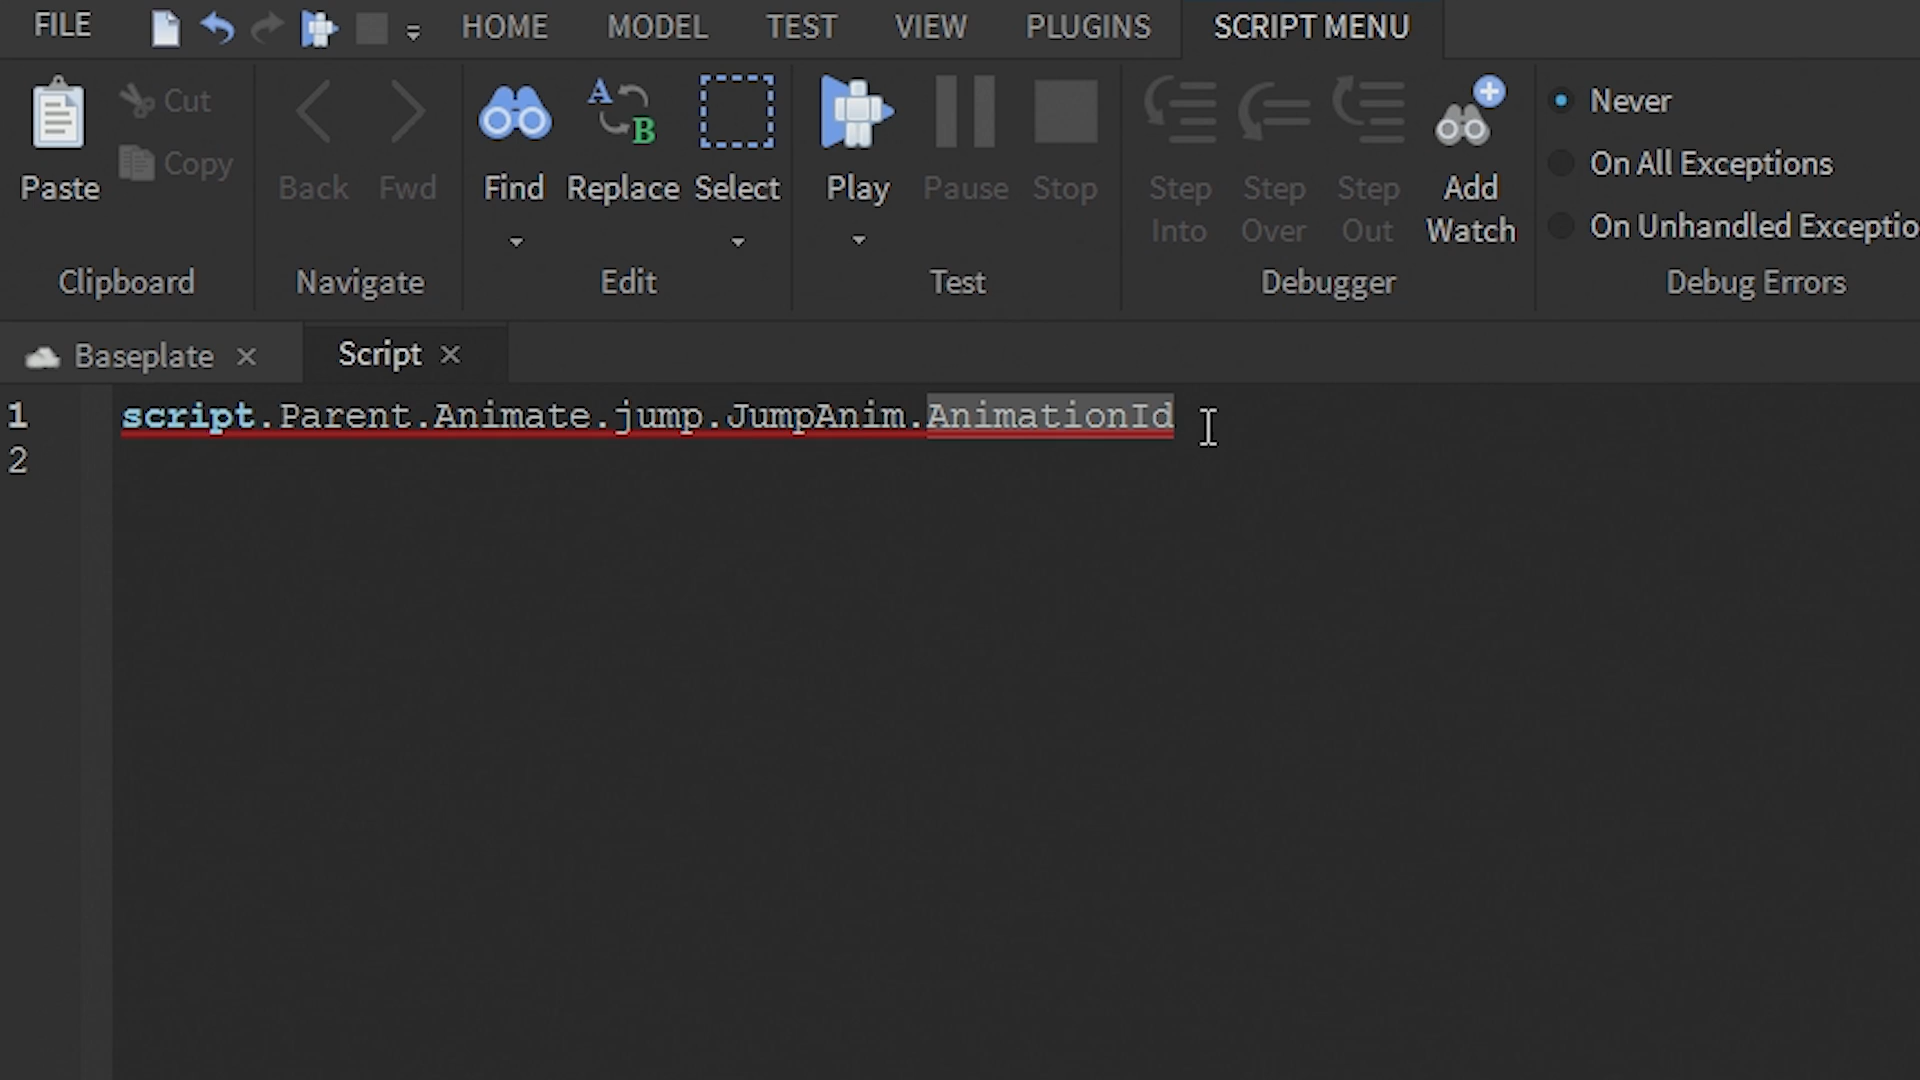 FILE HOME MODEL TEST VIEW PLUGINS SCRIPT MENU
Paste
Cut
Copy
Clipboard
Back Fwd
Navigate
Find Replace Select
Edit
Play Pause Stop
Test
Step Into
Step Over
Step Out
Add Watch
Debugger
Never
On All Exceptions
On Unhandled Exceptio
Debug Errors
Baseplate × Script ×
1 script.Parent.Animate.jump.JumpAnim.AnimationId
2